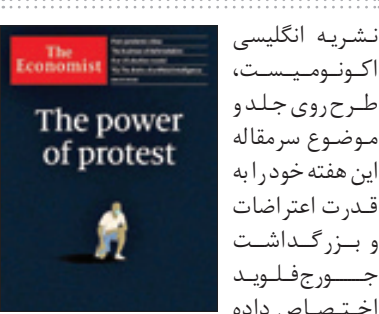 نشریه انگلیسی
اکونومیست،
طرح روی جلد و
موضوع سرمقاله
این هفته خود را به
قدرت اعتراضات
و بزرگداشت
جورج‌فلوید
اختصاص داده
The
Economist
The power
of protest